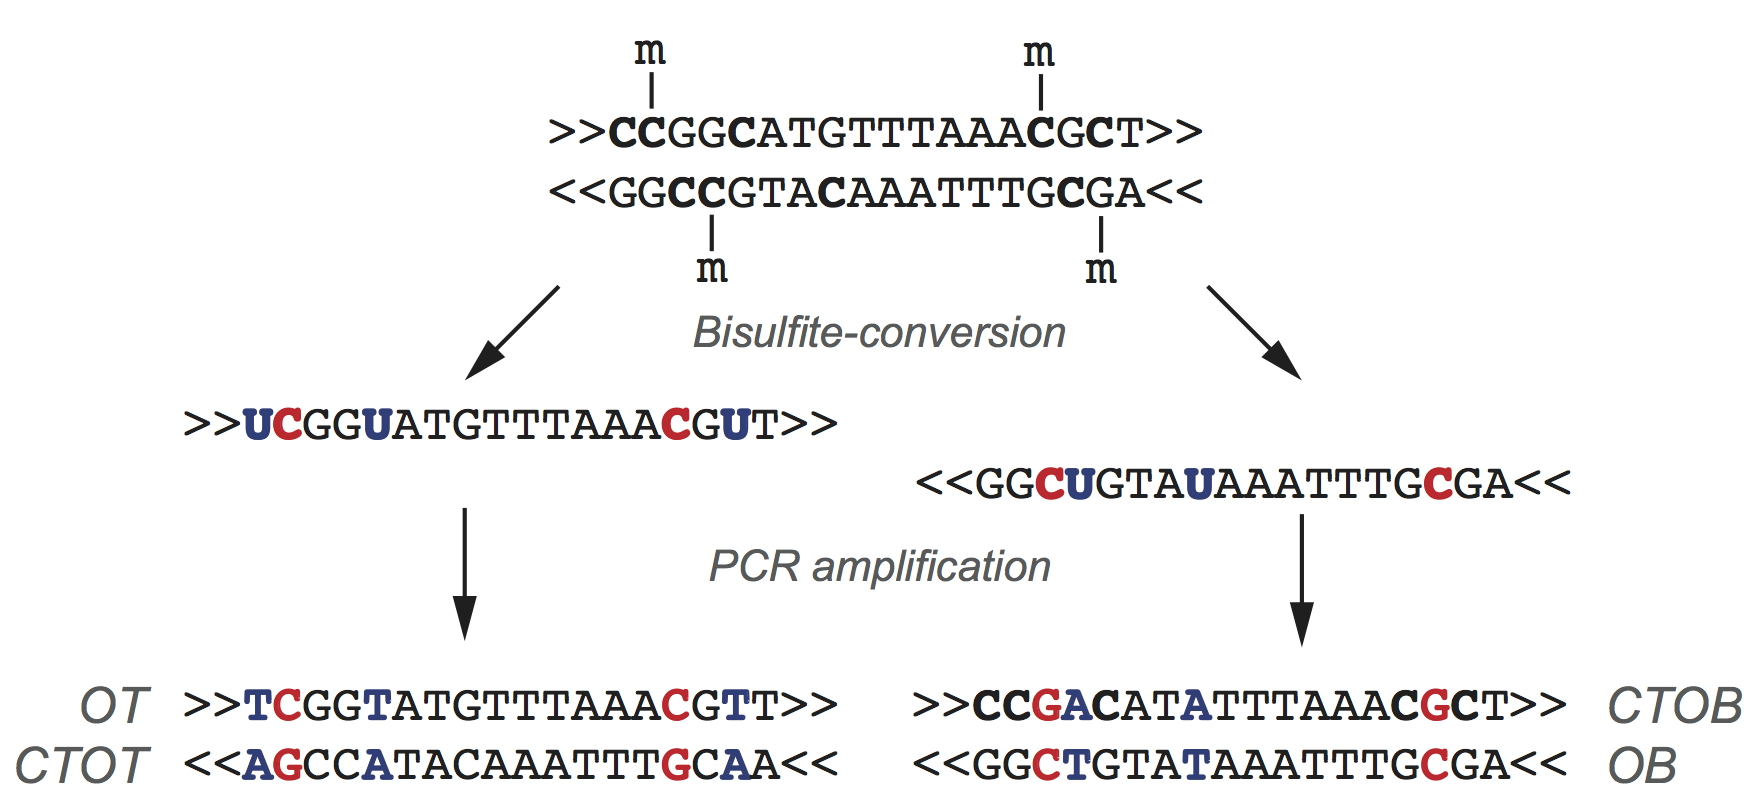 m m
>>CCGGCATGTTTAAACGCT>>
<<GGCCGTACAAATTTGCGA<<
m m
Bisulfite-conversion
>>UCGGUATGTTTAAACGUT>>
<<GGCUGTAUAAATTTGCGA<<
PCR amplification
OT >>TCGGTATGTTTAAACGTT>> >>CCGACATATTTAAACGCT>> CTOB
CTOT <<AGCCATACAAATTTGCAA<< <<GGCTGTATAAATTTGCGA<< OB